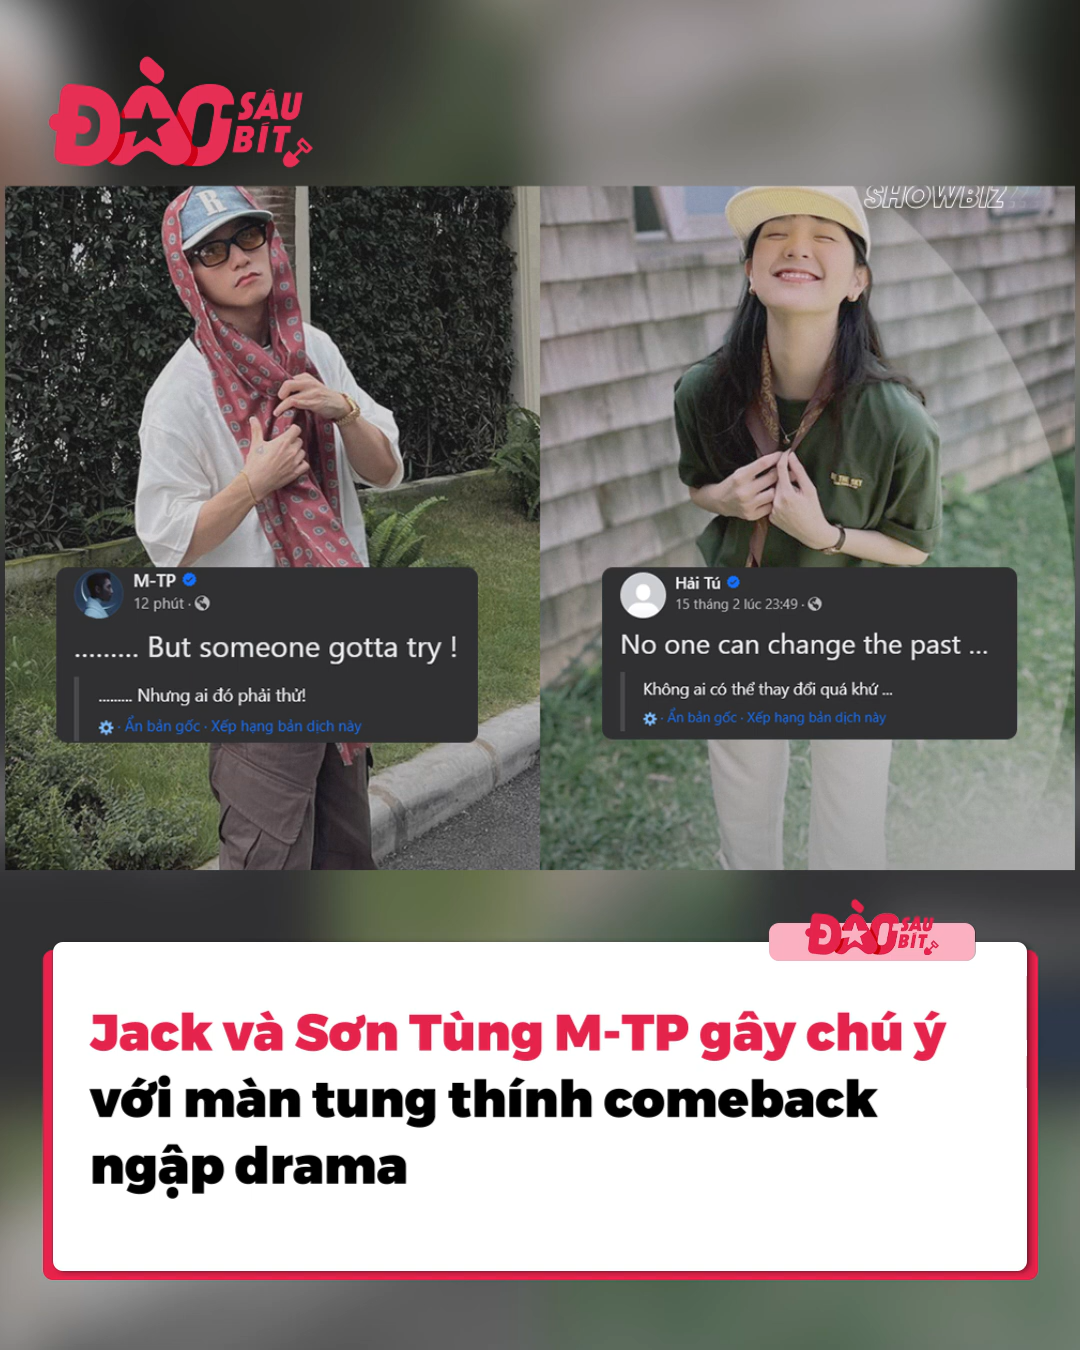 ĐÀO SÂU BÍT
SHOWBIZ
R
BE THE SKY
M-TP
12 phút ·
......... But someone gotta try !
......... Nhưng ai đó phải thử!
· Ẩn bản gốc · Xếp hạng bản dịch này
Hải Tú
15 tháng 2 lúc 23:49 ·
No one can change the past ...
Không ai có thể thay đổi quá khứ ...
· Ẩn bản gốc · Xếp hạng bản dịch này
ĐÀO SÂU BÍT
Jack và Sơn Tùng M-TP gây chú ý
với màn tung thính comeback
ngập drama